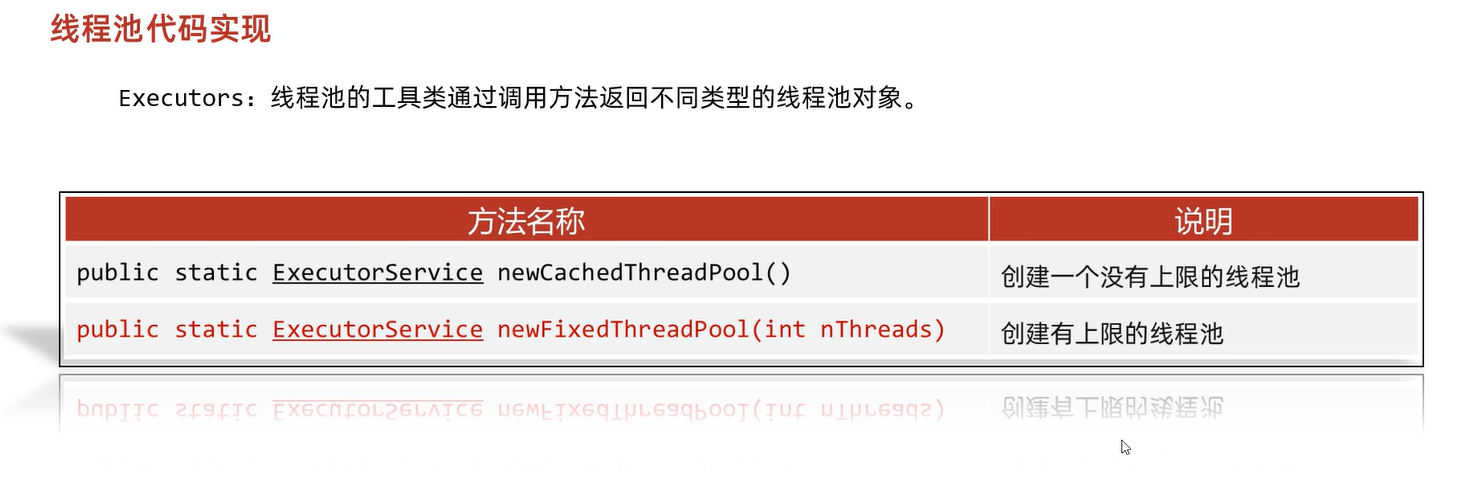 线程池代码实现
Executors：线程池的工具类通过调用方法返回不同类型的线程池对象。
方法名称 说明
public static ExecutorService newCachedThreadPool() 创建一个没有上限的线程池
public static ExecutorService newFixedThreadPool(int nThreads) 创建有上限的线程池